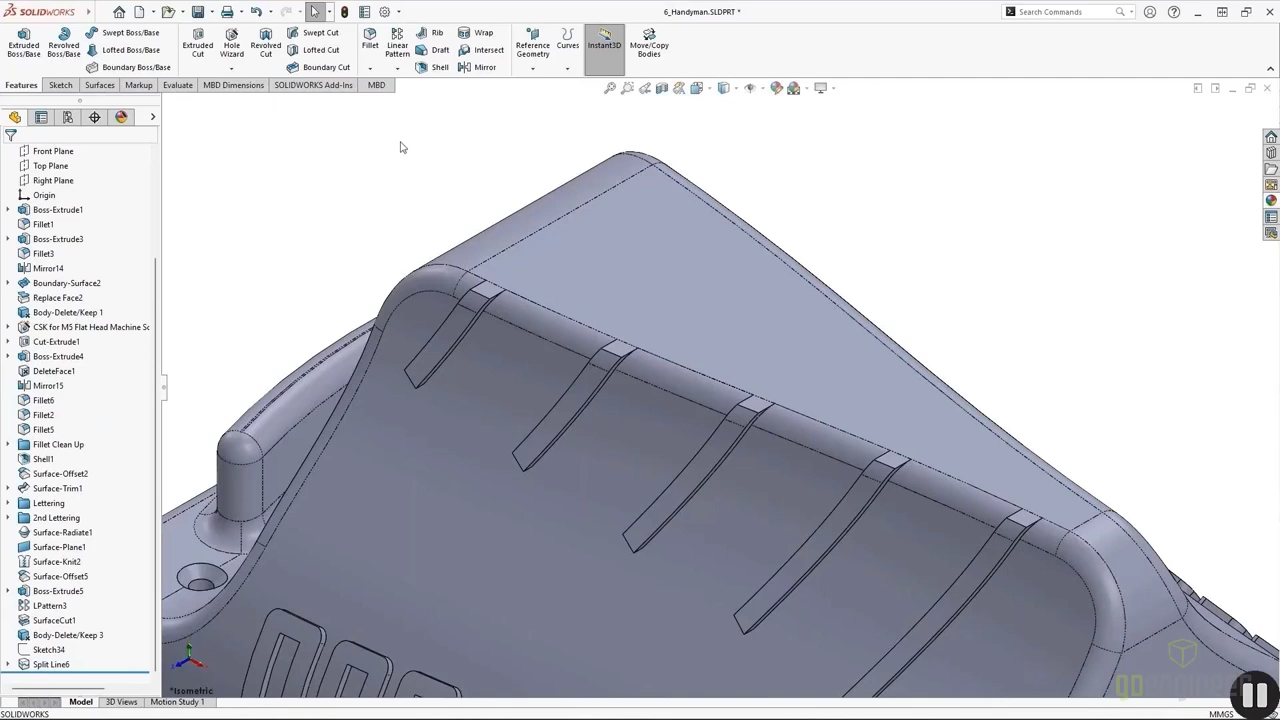 SOLIDWORKS
6_Handyman.SLDPRT *
Search Commands
Extruded Boss/Base
Revolved Boss/Base
Swept Boss/Base
Lofted Boss/Base
Boundary Boss/Base
Extruded Cut
Hole Wizard
Revolved Cut
Swept Cut
Lofted Cut
Boundary Cut
Fillet
Linear Pattern
Rib
Draft
Shell
Wrap
Intersect
Mirror
Reference Geometry
Curves
Instant3D
Move/Copy Bodies
Features
Sketch
Surfaces
Markup
Evaluate
MBD Dimensions
SOLIDWORKS Add-Ins
MBD
Front Plane
Top Plane
Right Plane
Origin
Boss-Extrude1
Fillet1
Boss-Extrude3
Fillet3
Mirror14
Boundary-Surface2
Replace Face2
Body-Delete/Keep 1
CSK for M5 Flat Head Machine Sc
Cut-Extrude1
Boss-Extrude4
DeleteFace1
Mirror15
Fillet6
Fillet2
Fillet5
Fillet Clean Up
Shell1
Surface-Offset2
Surface-Trim1
Lettering
2nd Lettering
Surface-Radiate1
Surface-Plane1
Surface-Knit2
Surface-Offset5
Boss-Extrude5
LPattern3
SurfaceCut1
Body-Delete/Keep 3
Sketch34
Split Line6
*Isometric
Model
3D Views
Motion Study 1
SOLIDWORKS
MMGS